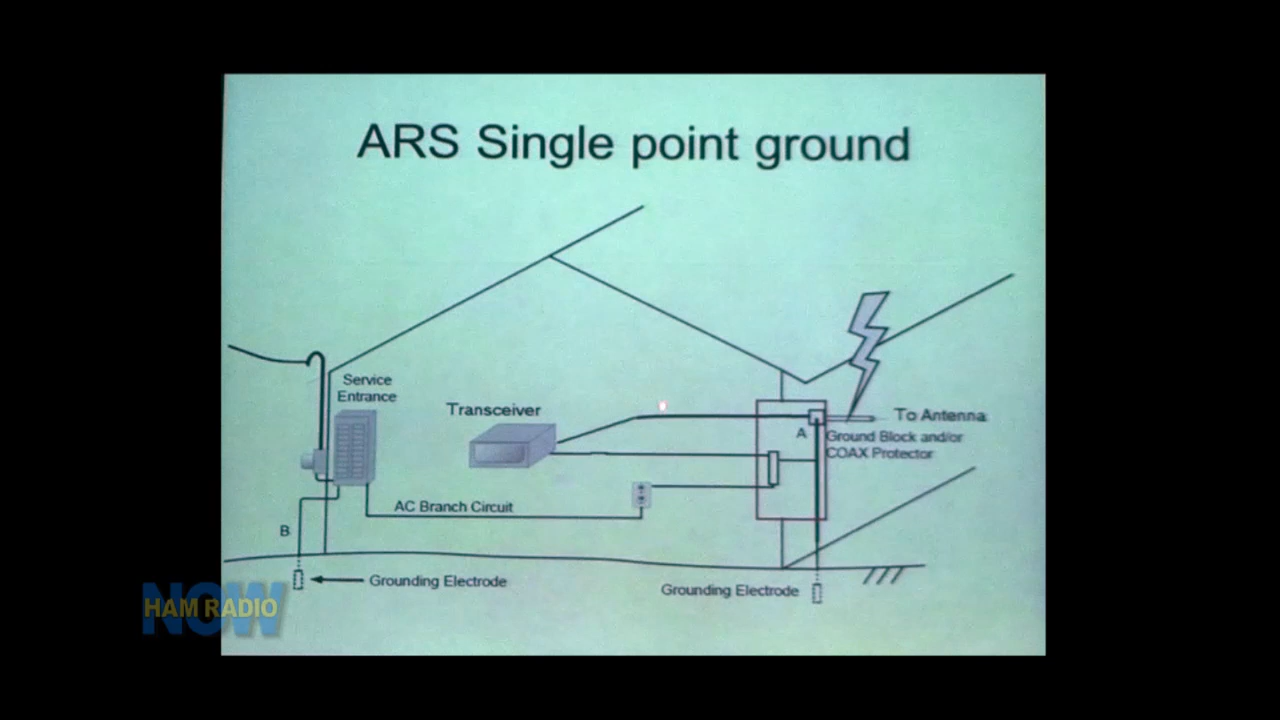 ARS Single point ground
Service
Entrance
Transceiver
To Antenna
A
Ground Block and/or
COAX Protector
AC Branch Circuit
B
Grounding Electrode
Grounding Electrode
NOW
HAM RADIO